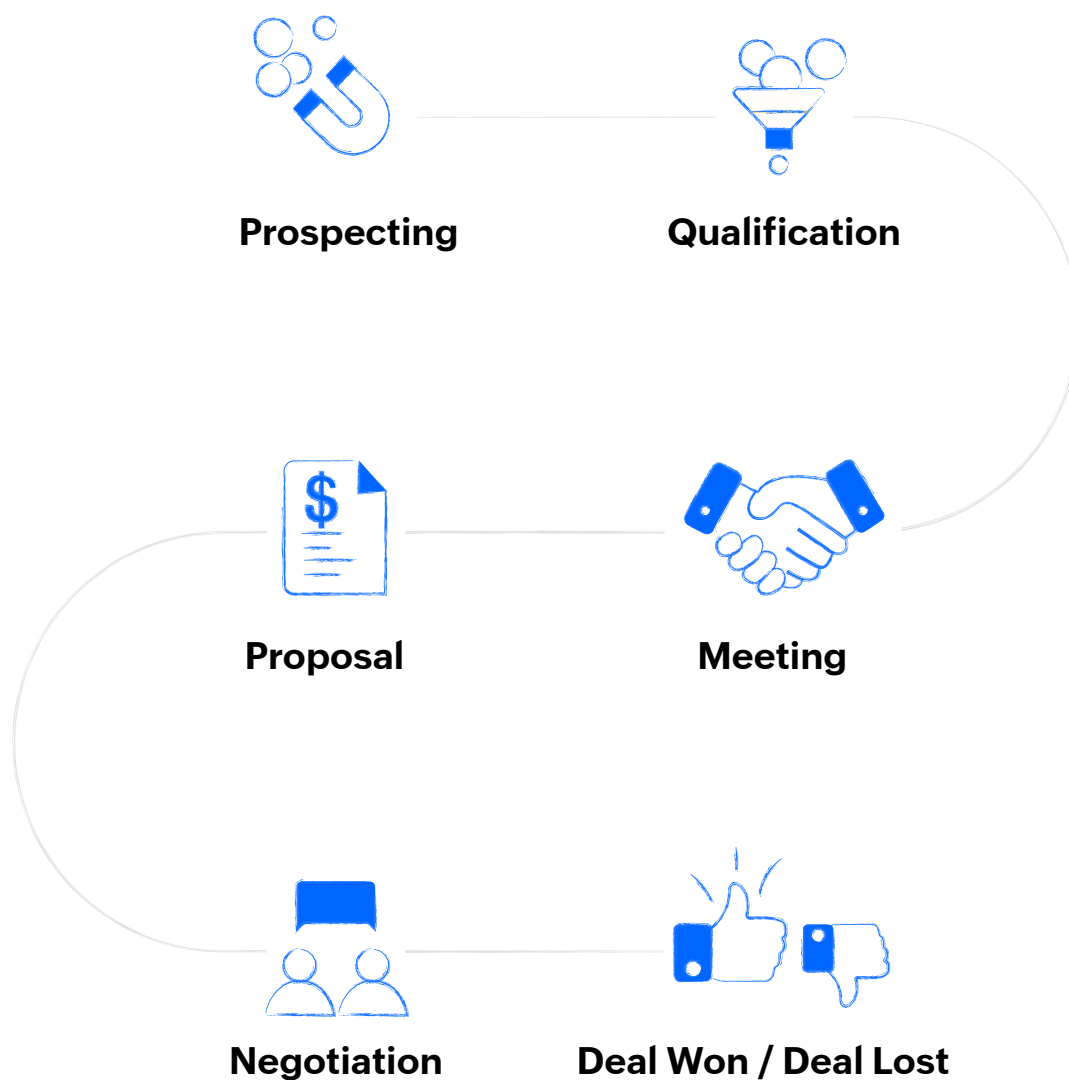 Prospecting
Qualification
Proposal
Meeting
$
Negotiation
Deal Won / Deal Lost